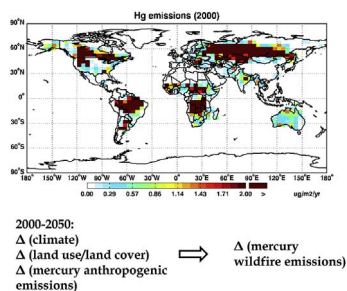 Hg emissions (2000)
90°N
60°N
30°N
0°
30°S
60°S
90°S
180° 150°W 120°W 90°W 60°W 30°W 0° 30°E 60°E 90°E 120°E 150°E 180°
0.00 0.29 0.57 0.86 1.14 1.43 1.71 2.00 > ug/m2/yr
2000-2050:
Δ (climate)
Δ (land use/land cover)
Δ (mercury anthropogenic
emissions)
Δ (mercury
wildfire emissions)